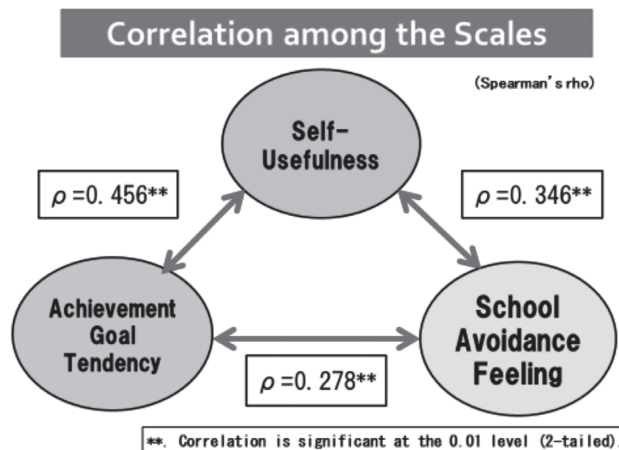 Correlation among the Scales
(Spearman's rho)
Self-
Usefulness
ρ=0.456**
ρ=0.346**
Achievement
Goal
Tendency
School
Avoidance
Feeling
ρ=0.278**
**. Correlation is significant at the 0.01 level (2-tailed).